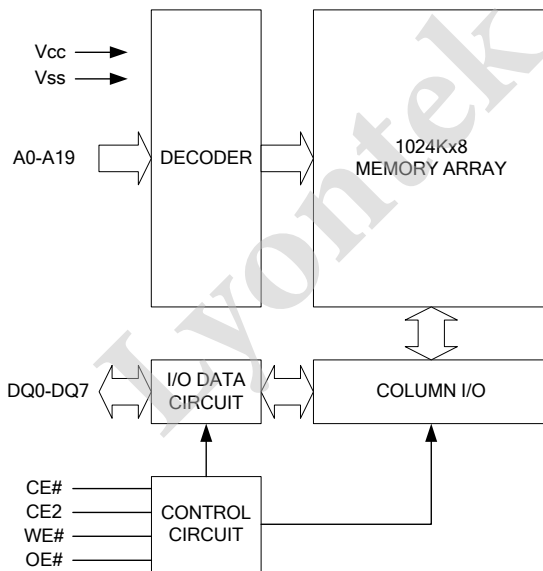 Vcc
Vss
A0-A19
DECODER
1024Kx8
MEMORY ARRAY
DQ0-DQ7
I/O DATA
CIRCUIT
COLUMN I/O
CE#
CE2
WE#
OE#
CONTROL
CIRCUIT
Lyontek